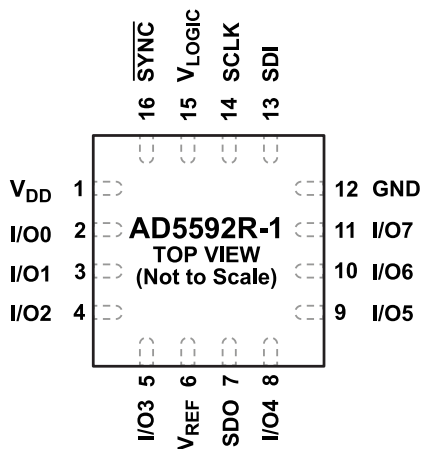 SYNC
VLOGIC
SCLK
SDI
16 15 14 13
VDD 1
I/O0 2
I/O1 3
I/O2 4
AD5592R-1
TOP VIEW
(Not to Scale)
12 GND
11 I/O7
10 I/O6
9 I/O5
5 6 7 8
I/O3
VREF
SDO
I/O4